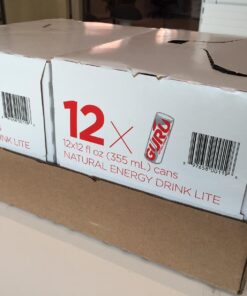 12 X GURU
12x12 fl oz (355 mL) cans
NATURAL ENERGY DRINK LITE
DRINK LITE